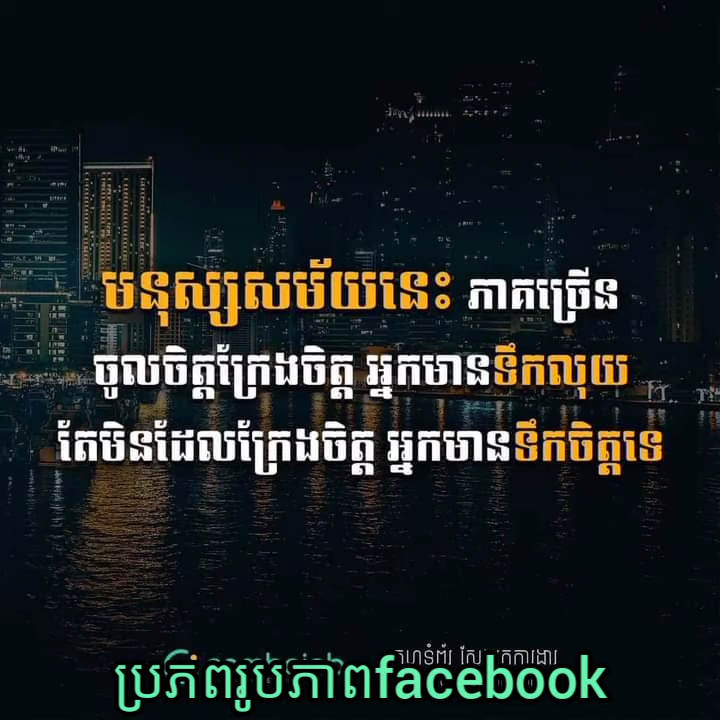 មនុស្សសម័យនេះ ភាគច្រើន
ចូលចិត្តក្រែងចិត្ត អ្នកមានទឹកលុយ
តែមិនដែលក្រែងចិត្ត អ្នកមានទឹកចិត្តទេ
ប្រភពរូបភាពfacebook